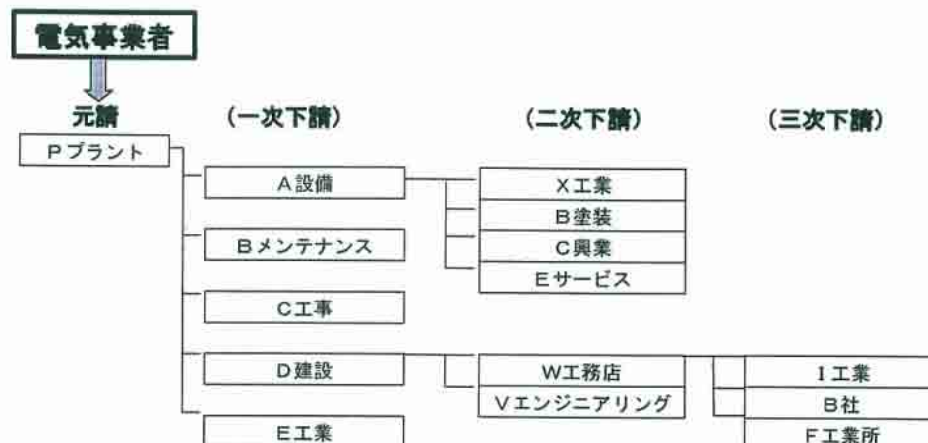 電気事業者
元請 (一次下請) (二次下請) (三次下請)
Pプラント
A設備 X工業
B塗装
Bメンテナンス C興業
Eサービス
C工事
D建設 W工務店 I工業
Vエンジニアリング B社
E工業 F工業所